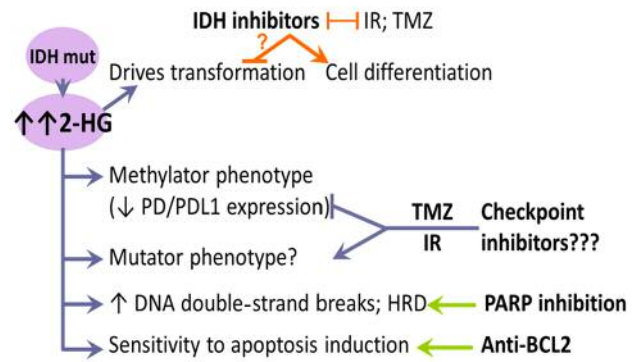 IDH inhibitors IR; TMZ
?
IDH mut
Drives transformation Cell differentiation
↑↑2-HG
Methylator phenotype
(↓ PD/PDL1 expression)
TMZ Checkpoint
IR inhibitors???
Mutator phenotype?
↑ DNA double-strand breaks; HRD PARP inhibition
Sensitivity to apoptosis induction Anti-BCL2